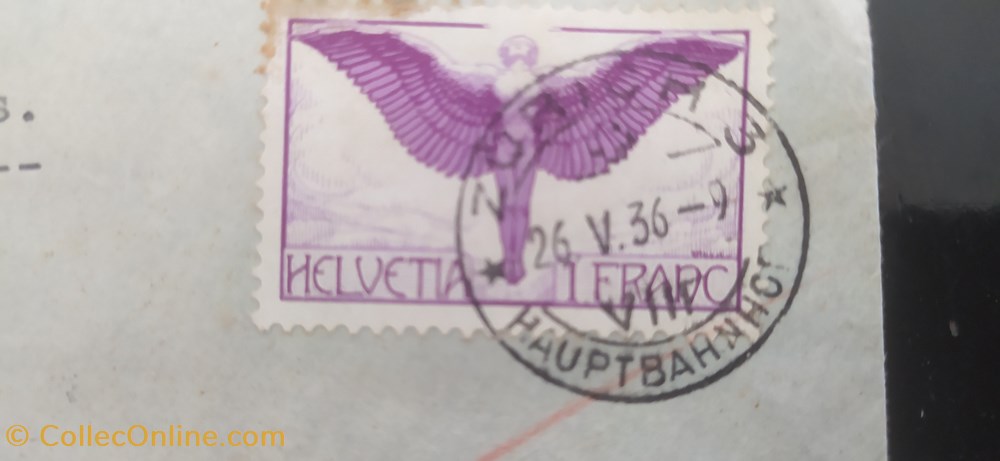 s.
--
HELVETIA 1 FRANC
26. V. 36 - 9
HAUPTBAHNHOF
© CollecOnline.com